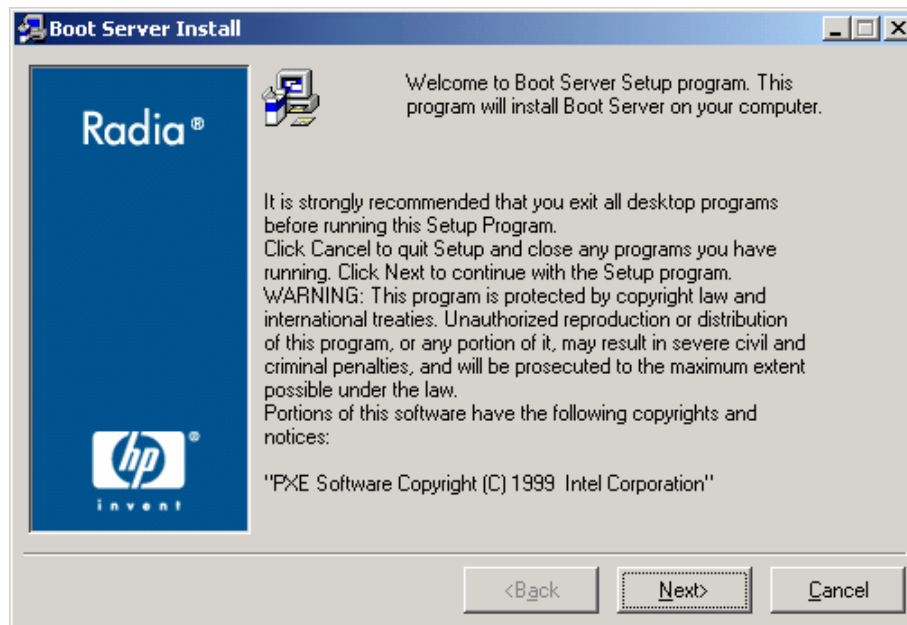 Boot Server Install
Radia®
Welcome to Boot Server Setup program. This
program will install Boot Server on your computer.
It is strongly recommended that you exit all desktop programs
before running this Setup Program.
Click Cancel to quit Setup and close any programs you have
running. Click Next to continue with the Setup program.
WARNING: This program is protected by copyright law and
international treaties. Unauthorized reproduction or distribution
of this program, or any portion of it, may result in severe civil and
criminal penalties, and will be prosecuted to the maximum extent
possible under the law.
Portions of this software have the following copyrights and
notices:
"PXE Software Copyright (C) 1999  Intel Corporation"
hp®
invent
<Back
Next>
Cancel